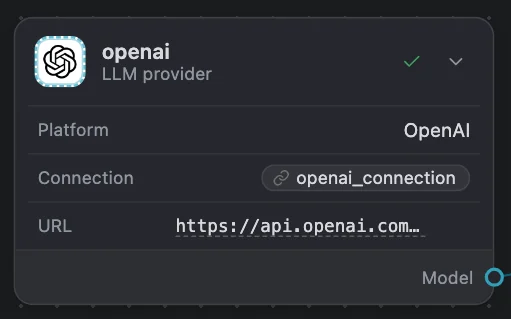 openai
LLM provider
Platform OpenAI
Connection openai_connection
URL https://api.openai.com…
Model